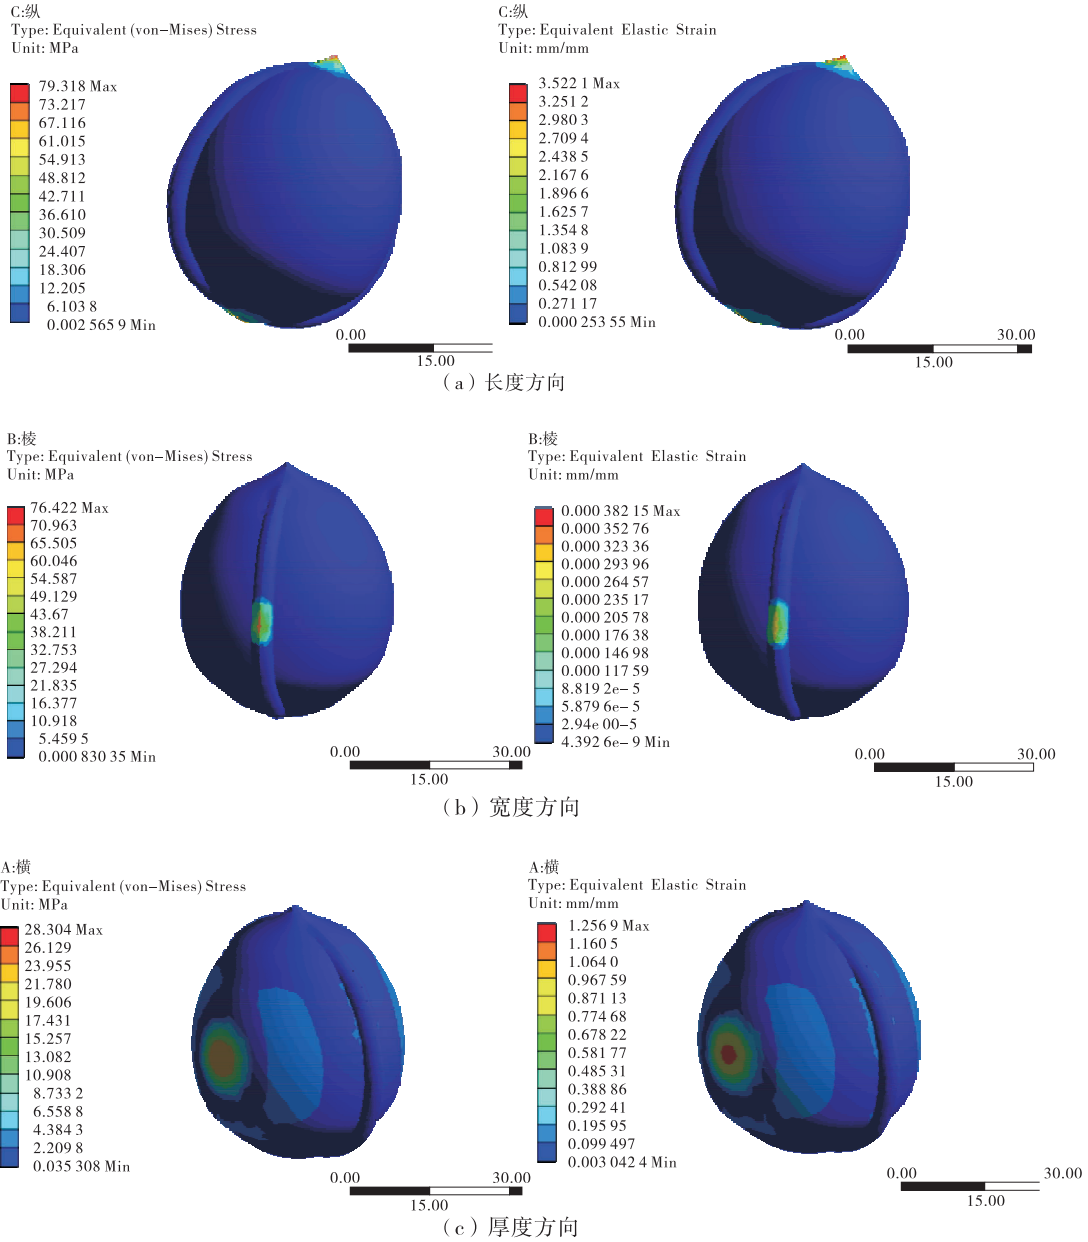 C:纵
Type: Equivalent (von-Mises) Stress
Unit: MPa
79.318 Max
73.217
67.116
61.015
54.913
48.812
42.711
36.610
30.509
24.407
18.306
12.205
6.103 8
0.002 565 9 Min
0.00
15.00
C:纵
Type: Equivalent Elastic Strain
Unit: mm/mm
3.522 1 Max
3.251 2
2.980 3
2.709 4
2.438 5
2.167 6
1.896 6
1.625 7
1.354 8
1.083 9
0.812 99
0.542 08
0.271 17
0.000 253 55 Min
0.00 30.00
15.00
(a)长度方向
B:棱
Type: Equivalent (von-Mises) Stress
Unit: MPa
76.422 Max
70.963
65.505
60.046
54.587
49.129
43.67
38.211
32.753
27.294
21.835
16.377
10.918
5.459 5
0.000 830 35 Min
0.00 30.00
15.00
B:棱
Type: Equivalent Elastic Strain
Unit: mm/mm
0.000 382 15 Max
0.000 352 76
0.000 323 36
0.000 293 96
0.000 264 57
0.000 235 17
0.000 205 78
0.000 176 38
0.000 146 98
0.000 117 59
8.819 2e-5
5.879 6e-5
2.94e 00-5
4.392 6e-9 Min
0.00 30.00
15.00
(b)宽度方向
A:横
Type: Equivalent (von-Mises) Stress
Unit: MPa
28.304 Max
26.129
23.955
21.780
19.606
17.431
15.257
13.082
10.908
8.733 2
6.558 8
4.384 3
2.209 8
0.035 308 Min
0.00 30.00
15.00
A:横
Type: Equivalent Elastic Strain
Unit: mm/mm
1.256 9 Max
1.160 5
1.064 0
0.967 59
0.871 13
0.774 68
0.678 22
0.581 77
0.485 31
0.388 86
0.292 41
0.195 95
0.099 497
0.003 042 4 Min
0.00 30.00
15.00
(c)厚度方向